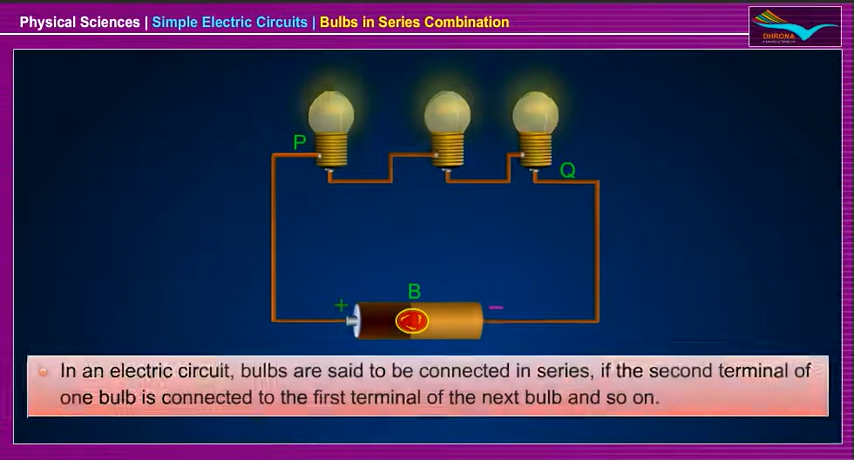 Physical Sciences | Simple Electric Circuits | Bulbs in Series Combination
DHRONA
P
Q
B
+
−
In an electric circuit, bulbs are said to be connected in series, if the second terminal of
one bulb is connected to the first terminal of the next bulb and so on.